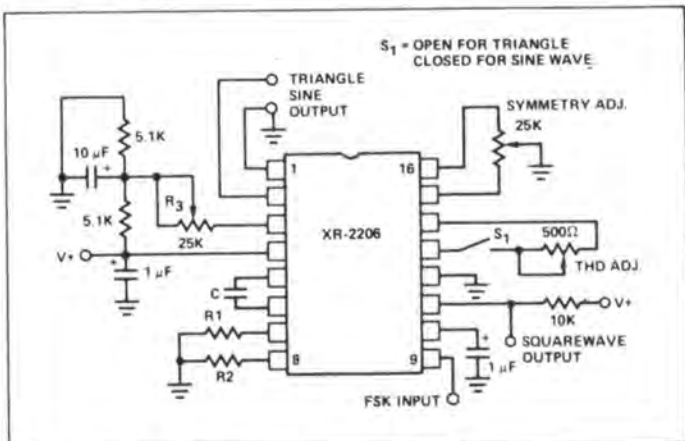 S1 = OPEN FOR TRIANGLE
CLOSED FOR SINE WAVE
TRIANGLE
SINE
OUTPUT
SYMMETRY ADJ.
25K
5.1K
10 µF
+
R3
25K
5.1K
V+
+
1 µF
1
16
XR-2206
S1
500Ω
THD ADJ.
C
R1
R2
8
9
10K
V+
SQUAREWAVE
OUTPUT
+
1 µF
FSK INPUT